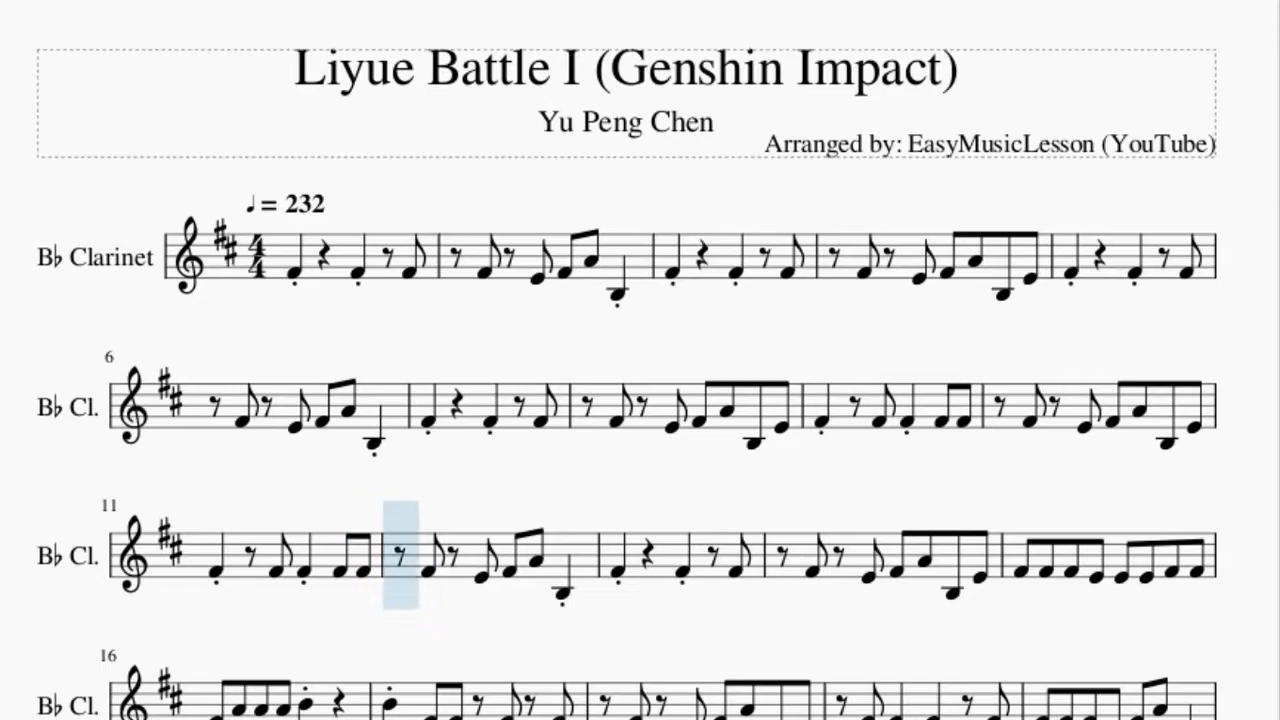 Liyue Battle I (Genshin Impact)
Yu Peng Chen
Arranged by: EasyMusicLesson (YouTube)
♩ = 232
B♭ Clarinet
4
4
6
B♭ Cl.
11
B♭ Cl.
16
B♭ Cl.